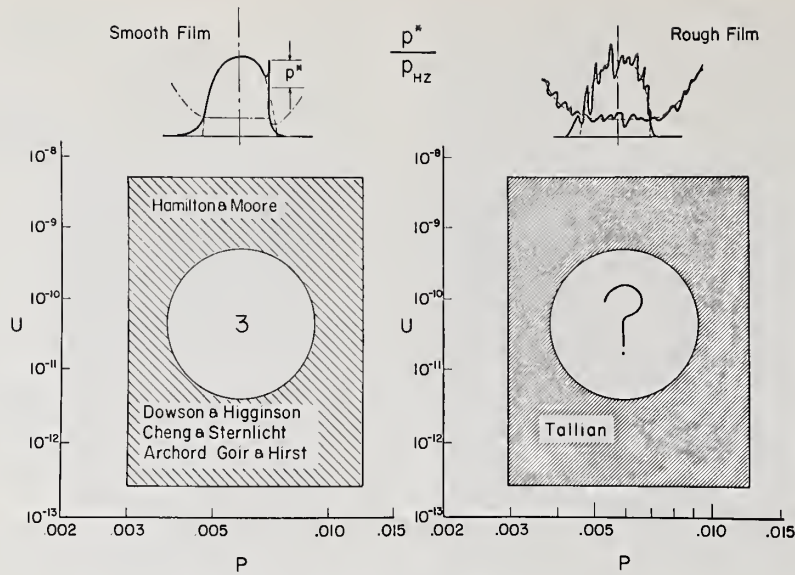 Smooth Film
p*
p*
p_HZ
Rough Film
10⁻⁸
10⁻⁹
10⁻¹⁰
10⁻¹¹
10⁻¹²
10⁻¹³
U
Hamilton & Moore
3
Dowson & Higginson
Cheng & Sternlicht
Archord Goir & Hirst
.002 .003 .005 .010 .015
P
10⁻⁸
10⁻⁹
10⁻¹⁰
10⁻¹¹
10⁻¹²
10⁻¹³
U
?
Tallian
.002 .003 .005 .010 .015
P